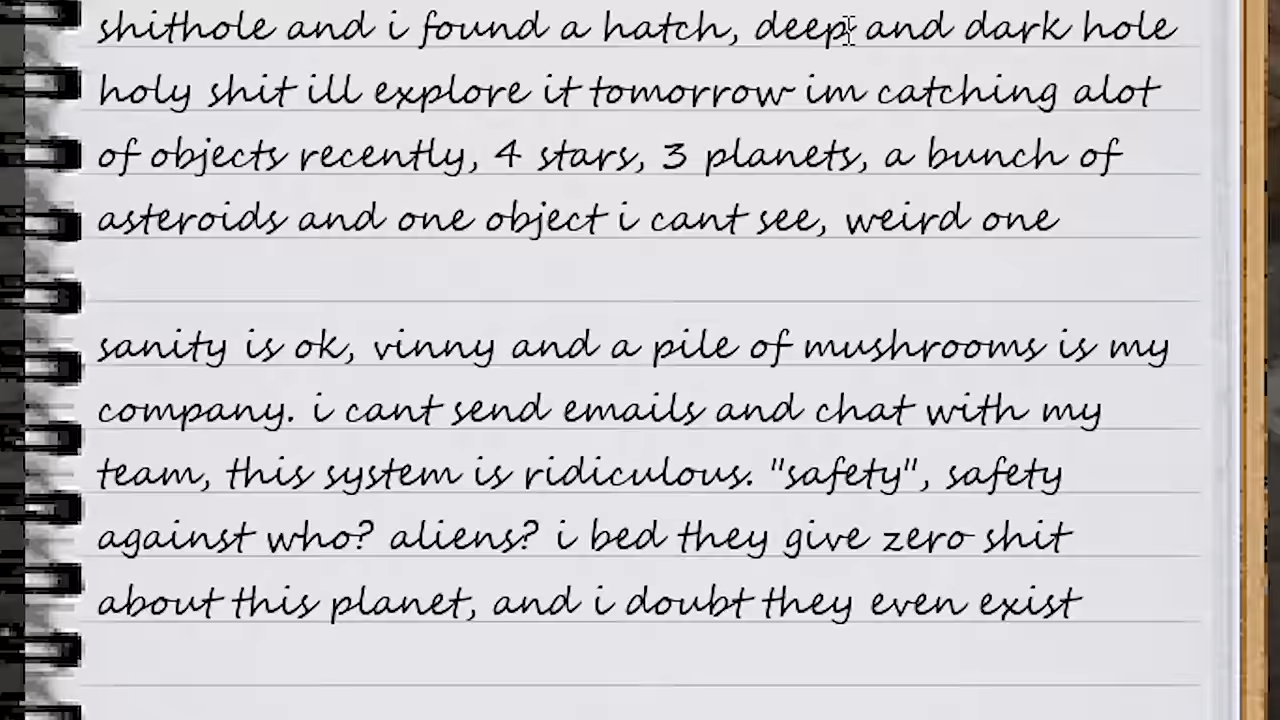 shithole and i found a hatch, deep and dark hole
holy shit ill explore it tomorrow im catching alot
of objects recently, 4 stars, 3 planets, a bunch of
asteroids and one object i cant see, weird one
sanity is ok, vinny and a pile of mushrooms is my
company. i cant send emails and chat with my
team, this system is ridiculous. "safety", safety
against who? aliens? i bed they give zero shit
about this planet, and i doubt they even exist